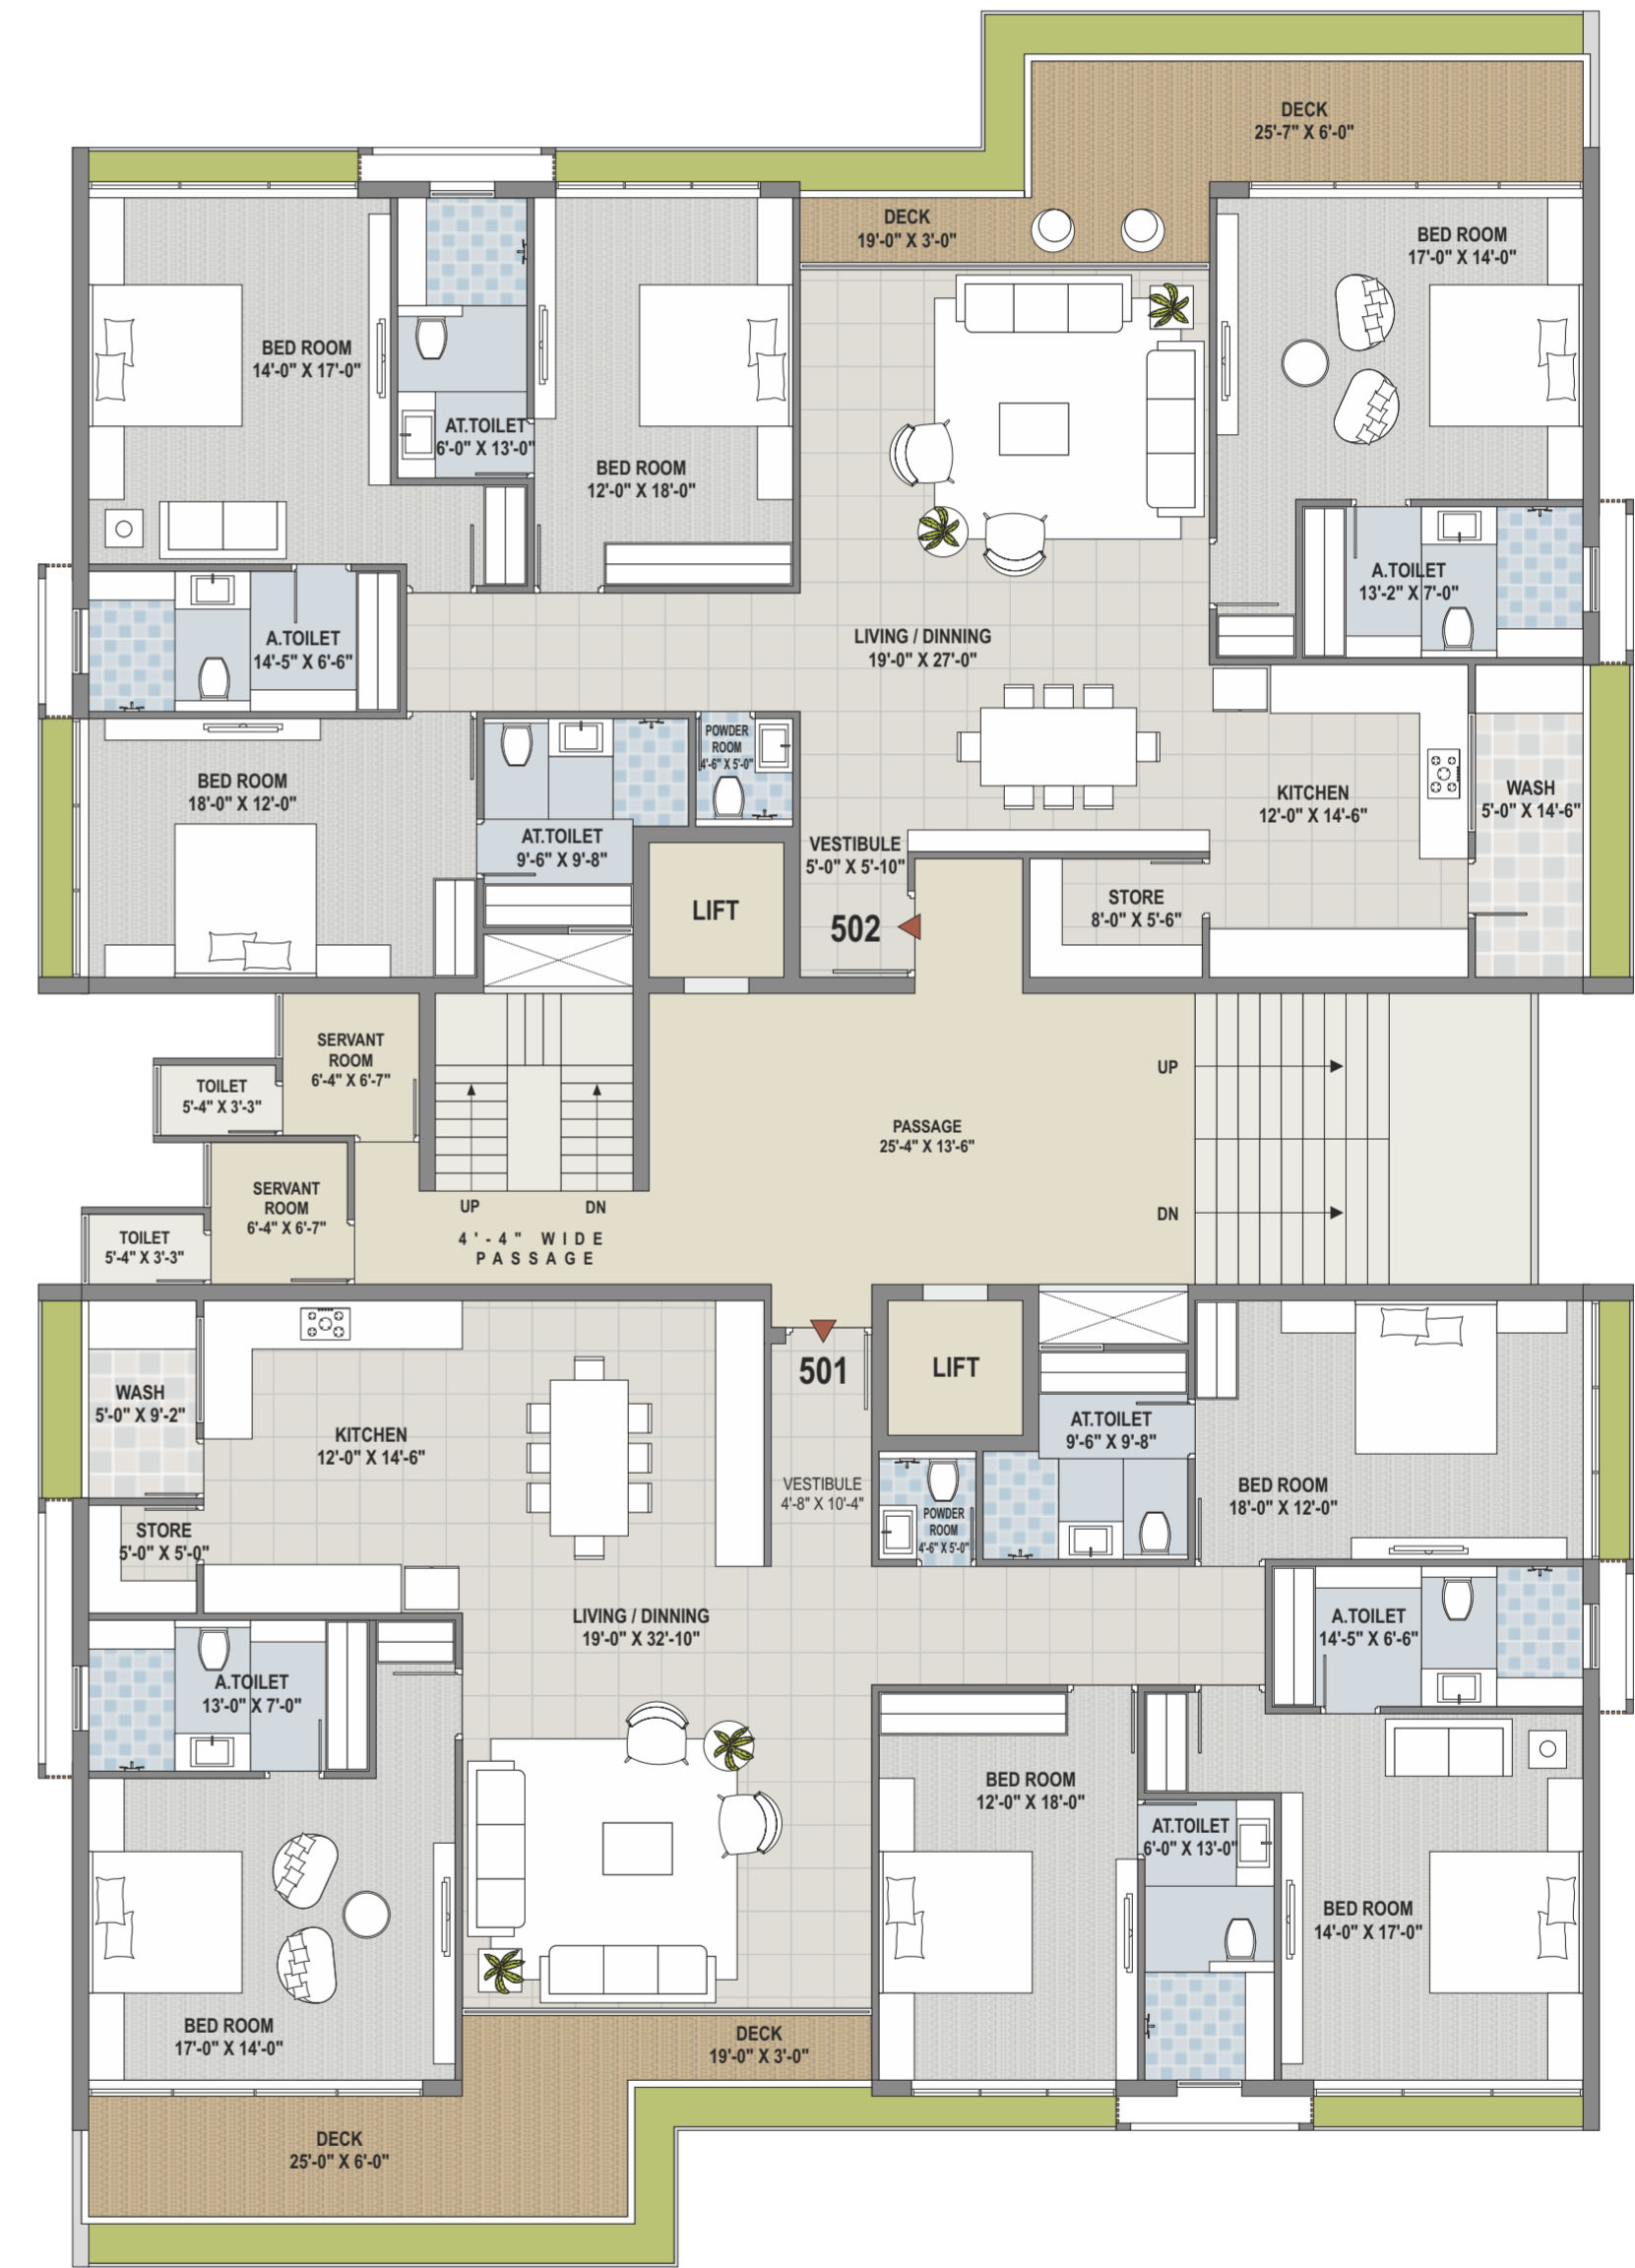 DECK
25'-7" X 6'-0"
DECK
19'-0" X 3'-0"
BED ROOM
17'-0" X 14'-0"
BED ROOM
14'-0" X 17'-0"
AT.TOILET
6'-0" X 13'-0"
BED ROOM
12'-0" X 18'-0"
A.TOILET
13'-2" X 7'-0"
A.TOILET
14'-5" X 6'-6"
LIVING / DINNING
19'-0" X 27'-0"
POWDER
ROOM
4'-6" X 5'-0"
BED ROOM
18'-0" X 12'-0"
KITCHEN
12'-0" X 14'-6"
WASH
5'-0" X 14'-6"
AT.TOILET
9'-6" X 9'-8"
VESTIBULE
5'-0" X 5'-10"
LIFT
502
STORE
8'-0" X 5'-6"
SERVANT
ROOM
6'-4" X 6'-7"
TOILET
5'-4" X 3'-3"
UP
PASSAGE
25'-4" X 13'-6"
SERVANT
ROOM
6'-4" X 6'-7"
UP
DN
DN
TOILET
5'-4" X 3'-3"
4'-4" WIDE
PASSAGE
501
LIFT
WASH
5'-0" X 9'-2"
KITCHEN
12'-0" X 14'-6"
AT.TOILET
9'-6" X 9'-8"
VESTIBULE
4'-8" X 10'-4"
BED ROOM
18'-0" X 12'-0"
POWDER
ROOM
4'-6" X 5'-0"
STORE
5'-0" X 5'-0"
LIVING / DINNING
19'-0" X 32'-10"
A.TOILET
14'-5" X 6'-6"
A.TOILET
13'-0" X 7'-0"
BED ROOM
12'-0" X 18'-0"
AT.TOILET
6'-0" X 13'-0"
BED ROOM
14'-0" X 17'-0"
BED ROOM
17'-0" X 14'-0"
DECK
19'-0" X 3'-0"
DECK
25'-0" X 6'-0"